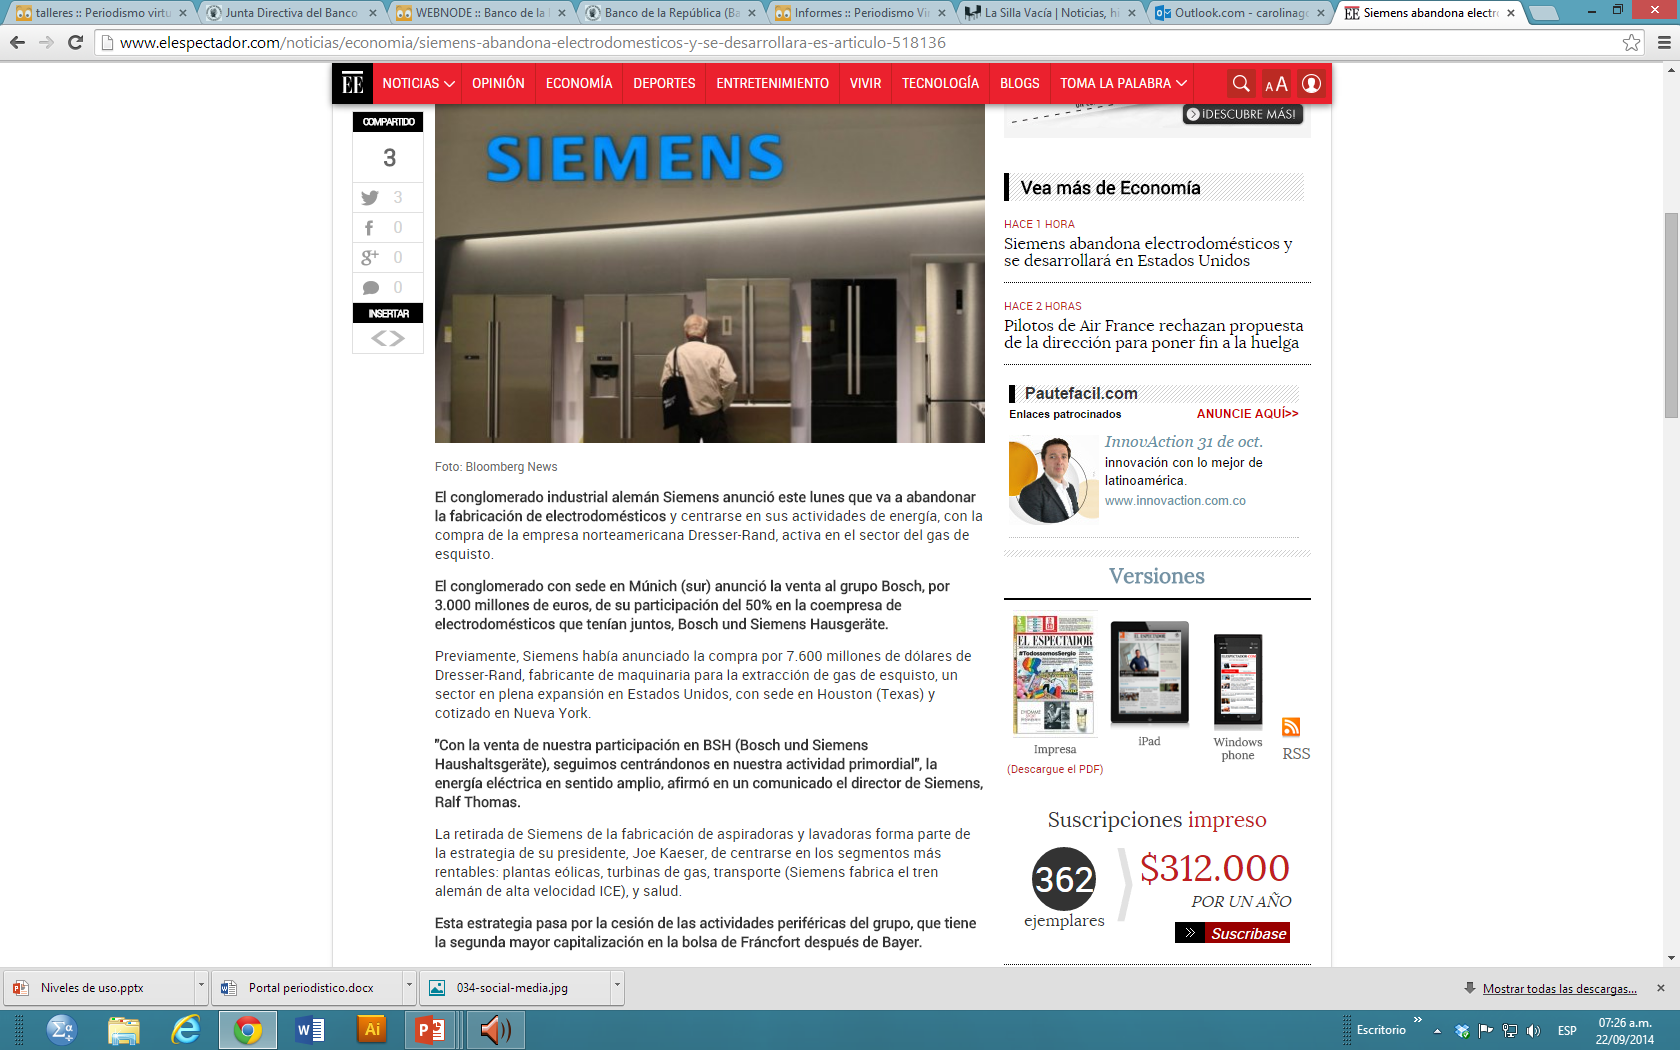 talleres :: Periodismo virtu
Junta Directiva del Banco
WEBNODE :: Banco de la
Banco de la República (Ba
Informes :: Periodismo Vi
La Silla Vacía | Noticias, hi
Outlook.com - carolinag
Siemens abandona electr
www.elespectador.com/noticias/economia/siemens-abandona-electrodomesticos-y-se-desarrollara-es-articulo-518136
EE
NOTICIAS
OPINIÓN
ECONOMÍA
DEPORTES
ENTRETENIMIENTO
VIVIR
TECNOLOGÍA
BLOGS
TOMA LA PALABRA
A A
COMPARTIDO
3
3
0
0
0
INSERTAR
SIEMENS
Foto: Bloomberg News
El conglomerado industrial alemán Siemens anunció este lunes que va a abandonar
la fabricación de electrodomésticos y centrarse en sus actividades de energía, con la
compra de la empresa norteamericana Dresser-Rand, activa en el sector del gas de
esquisto.
El conglomerado con sede en Múnich (sur) anunció la venta al grupo Bosch, por
3.000 millones de euros, de su participación del 50% en la coempresa de
electrodomésticos que tenían juntos, Bosch und Siemens Hausgeräte.
Previamente, Siemens había anunciado la compra por 7.600 millones de dólares de
Dresser-Rand, fabricante de maquinaria para la extracción de gas de esquisto, un
sector en plena expansión en Estados Unidos, con sede en Houston (Texas) y
cotizado en Nueva York.
"Con la venta de nuestra participación en BSH (Bosch und Siemens
Haushaltsgeräte), seguimos centrándonos en nuestra actividad primordial", la
energía eléctrica en sentido amplio, afirmó en un comunicado el director de Siemens,
Ralf Thomas.
La retirada de Siemens de la fabricación de aspiradoras y lavadoras forma parte de
la estrategia de su presidente, Joe Kaeser, de centrarse en los segmentos más
rentables: plantas eólicas, turbinas de gas, transporte (Siemens fabrica el tren
alemán de alta velocidad ICE), y salud.
Esta estrategia pasa por la cesión de las actividades periféricas del grupo, que tiene
la segunda mayor capitalización en la bolsa de Fráncfort después de Bayer.
¡DESCUBRE MÁS!
Vea más de Economía
HACE 1 HORA
Siemens abandona electrodomésticos y
se desarrollará en Estados Unidos
HACE 2 HORAS
Pilotos de Air France rechazan propuesta
de la dirección para poner fin a la huelga
Pautefacil.com
Enlaces patrocinados
ANUNCIE AQUÍ>>
InnovAction 31 de oct.
innovación con lo mejor de
latinoamérica.
www.innovaction.com.co
Versiones
EL ESPECTADOR
#TodossomosSergio
Impresa
(Descargue el PDF)
iPad
Windows
phone
RSS
Suscripciones impreso
362
ejemplares
$312.000
POR UN AÑO
Suscríbase
Niveles de uso.pptx
Portal periodistico.docx
034-social-media.jpg
Mostrar todas las descargas...
Ai
Escritorio
ESP
07:26 a.m.
22/09/2014